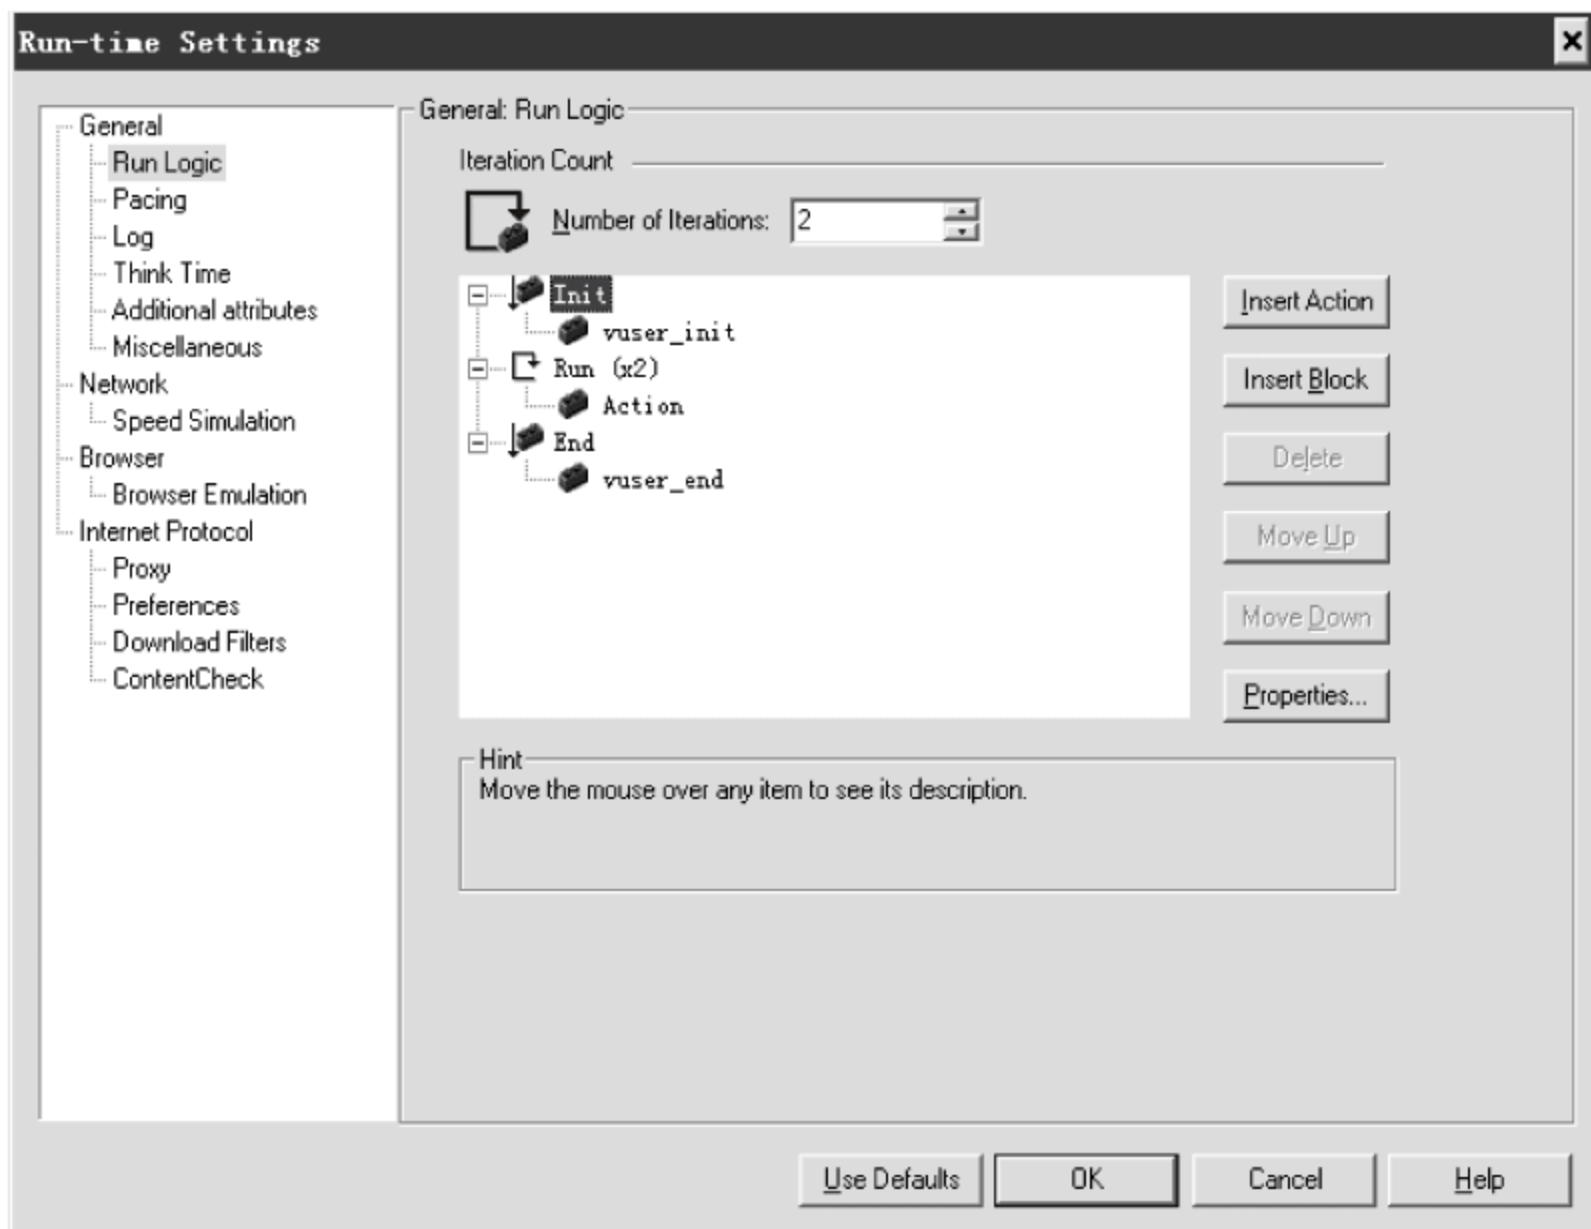 Run-time Settings
General
Run Logic
Pacing
Log
Think Time
Additional attributes
Miscellaneous
Network
Speed Simulation
Browser
Browser Emulation
Internet Protocol
Proxy
Preferences
Download Filters
ContentCheck
General: Run Logic
Iteration Count
Number of Iterations: 2
Init
vuser_init
Run (x2)
Action
End
vuser_end
Insert Action
Insert Block
Delete
Move Up
Move Down
Properties...
Hint
Move the mouse over any item to see its description.
Use Defaults OK Cancel Help